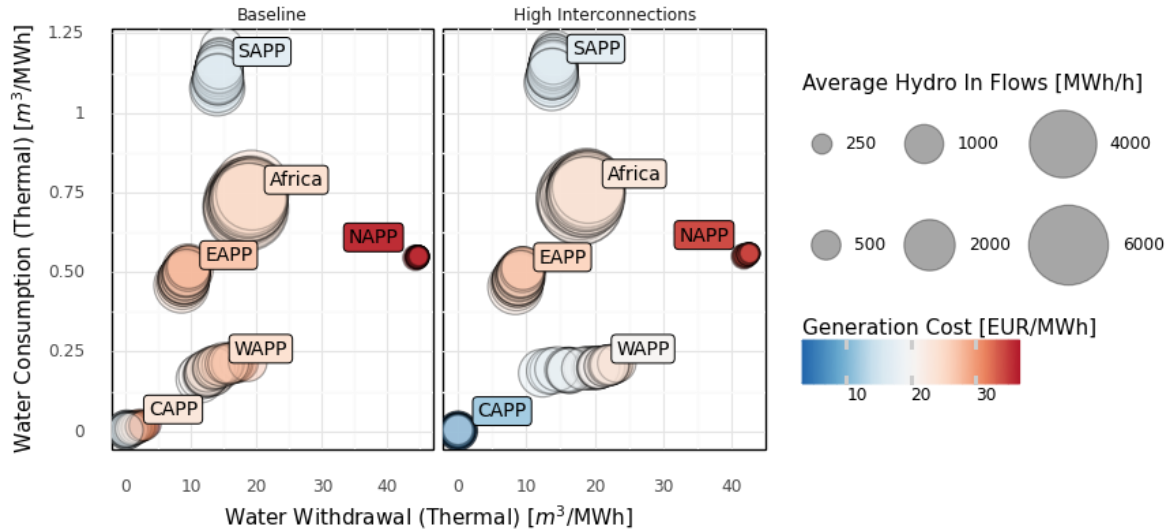 Baseline
High Interconnections
Water Consumption (Thermal) [m³/MWh]
1.25
1
0.75
0.50
0.25
0
SAPP
Africa
NAPP
EAPP
WAPP
CAPP
SAPP
Africa
NAPP
EAPP
WAPP
CAPP
0 10 20 30 40
0 10 20 30 40
Water Withdrawal (Thermal) [m³/MWh]
Average Hydro In Flows [MWh/h]
250 1000 4000
500 2000 6000
Generation Cost [EUR/MWh]
10 20 30